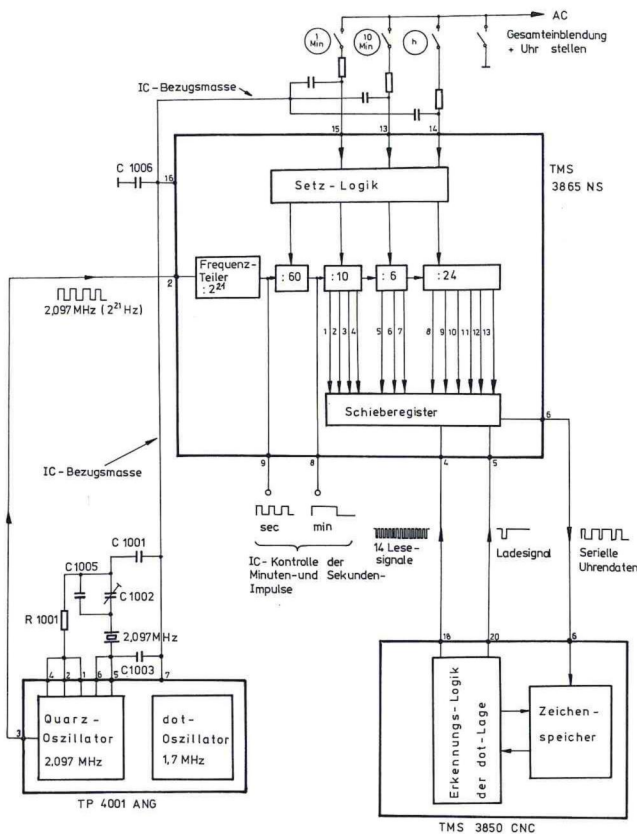 AC
1
Min
10
Min
h
Gesamteinblendung
+ Uhr stellen
IC-Bezugsmasse
15
13
14
C 1006
16
TMS
3865 NS
Setz-Logik
Frequenz-
Teiler
:2²¹
:60
:10
:6
:24
2
2,097 MHz (2²¹ Hz)
1
2
3
4
5
6
7
8
9
10
11
12
13
Schieberegister
6
IC-Bezugsmasse
9
8
4
5
sec
min
14 Lese-
signale
Ladesignal
Serielle
Uhrendaten
IC-Kontrolle der
Minuten-und Sekunden-
Impulse
C 1001
C 1005
C 1002
R 1001
2,097MHz
C1003
4
2
1
6
5
7
18
20
6
3
Quarz-
Oszillator
2,097 MHz
dot-
Oszillator
1,7 MHz
Erkennungs-Logik
der dot-Lage
Zeichen-
speicher
TP 4001 ANG
TMS 3850 CNC